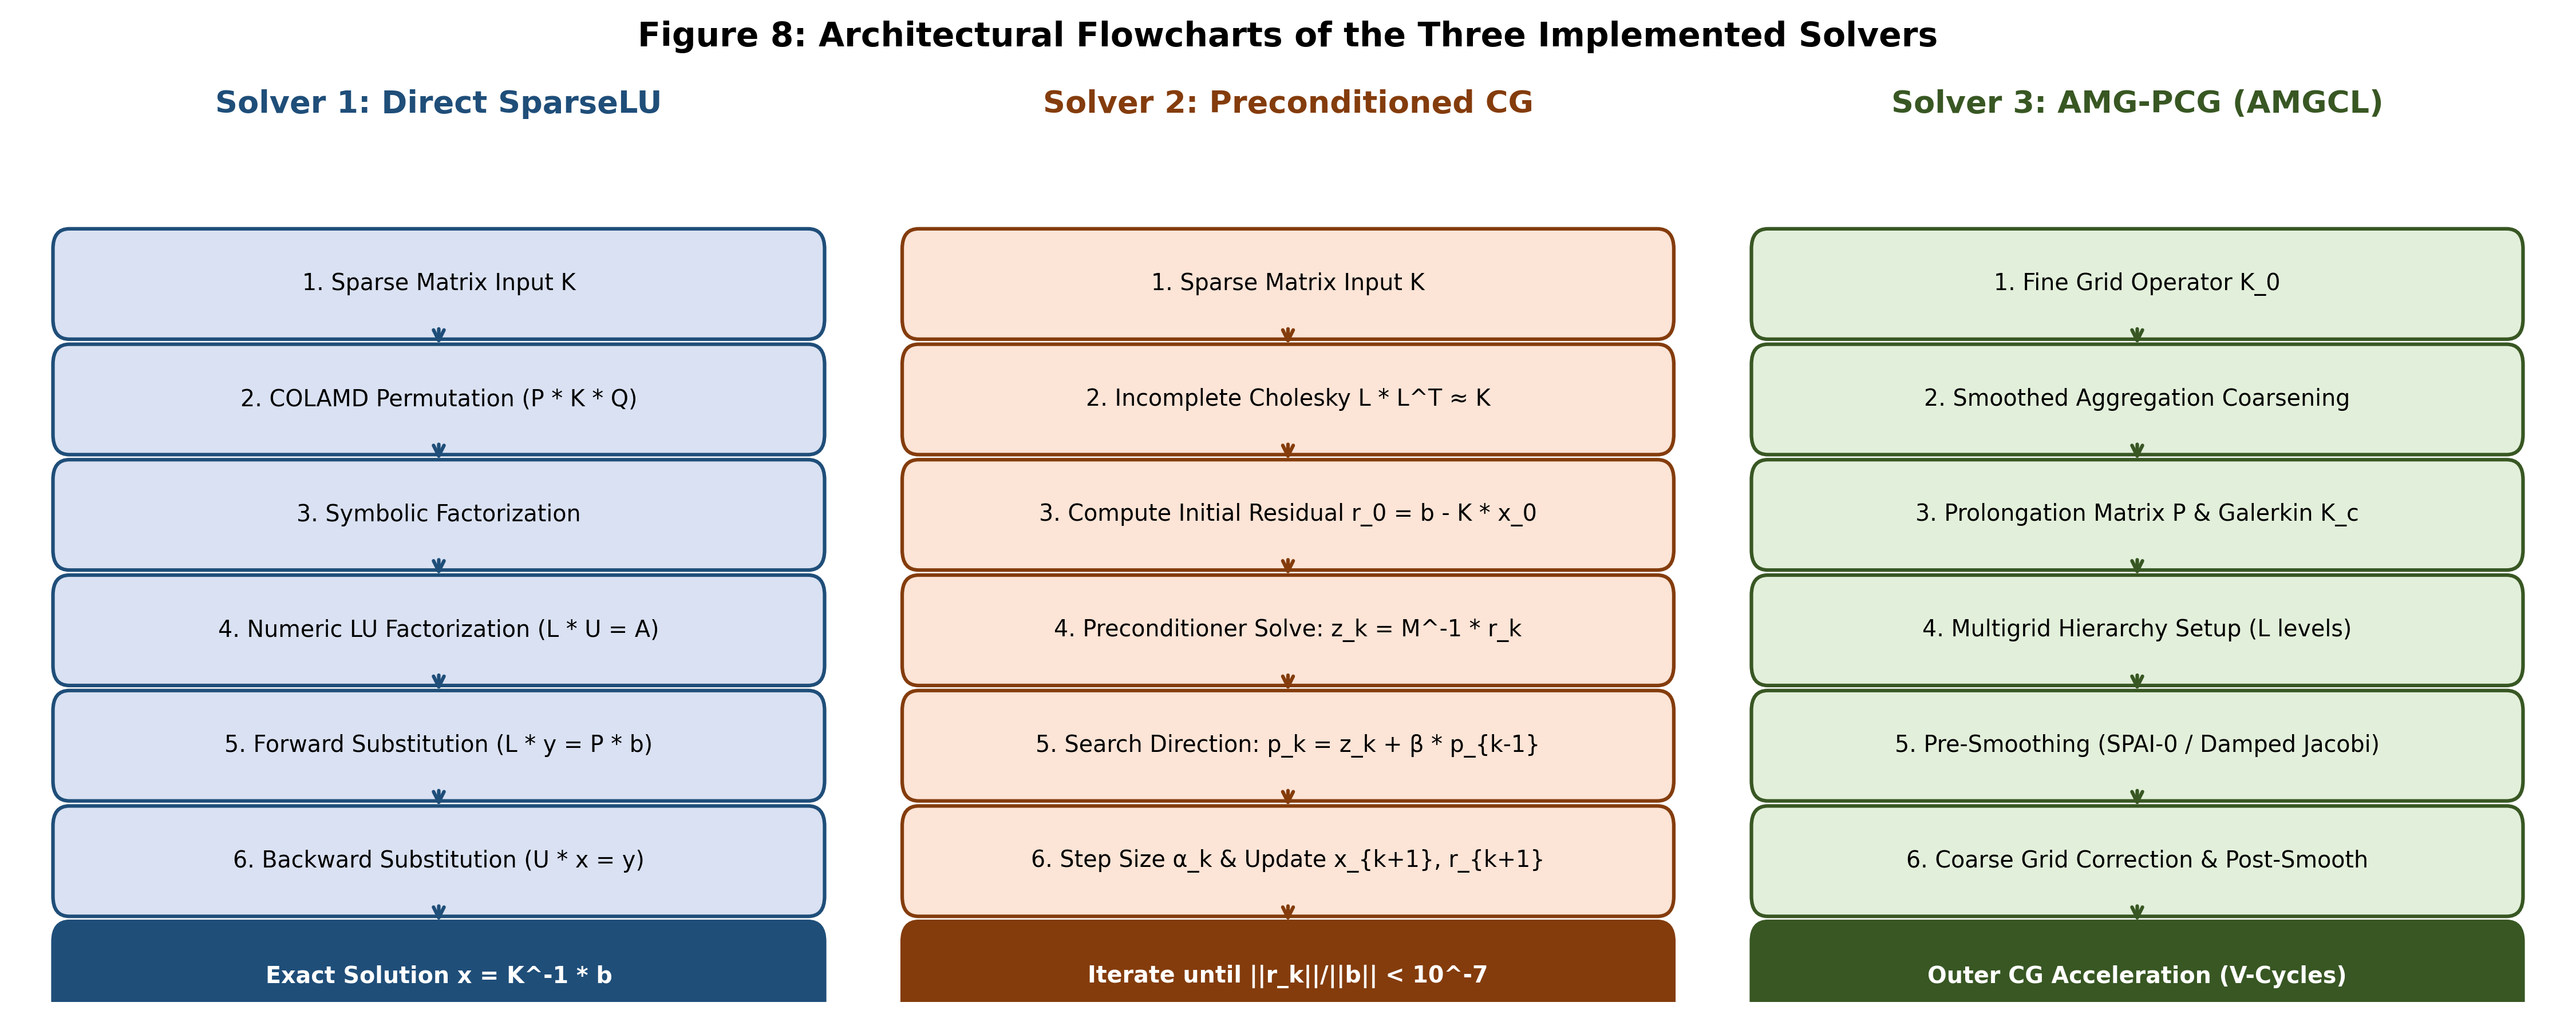 Figure 8: Architectural Flowcharts of the Three Implemented Solvers
Solver 1: Direct SparseLU
1. Sparse Matrix Input K
2. COLAMD Permutation (P * K * Q)
3. Symbolic Factorization
4. Numeric LU Factorization (L * U = A)
5. Forward Substitution (L * y = P * b)
6. Backward Substitution (U * x = y)
Exact Solution x = K^-1 * b
Solver 2: Preconditioned CG
1. Sparse Matrix Input K
2. Incomplete Cholesky L * L^T ≈ K
3. Compute Initial Residual r_0 = b - K * x_0
4. Preconditioner Solve: z_k = M^-1 * r_k
5. Search Direction: p_k = z_k + β * p_{k-1}
6. Step Size α_k & Update x_{k+1}, r_{k+1}
Iterate until ||r_k||/||b|| < 10^-7
Solver 3: AMG-PCG (AMGCL)
1. Fine Grid Operator K_0
2. Smoothed Aggregation Coarsening
3. Prolongation Matrix P & Galerkin K_c
4. Multigrid Hierarchy Setup (L levels)
5. Pre-Smoothing (SPAI-0 / Damped Jacobi)
6. Coarse Grid Correction & Post-Smooth
Outer CG Acceleration (V-Cycles)